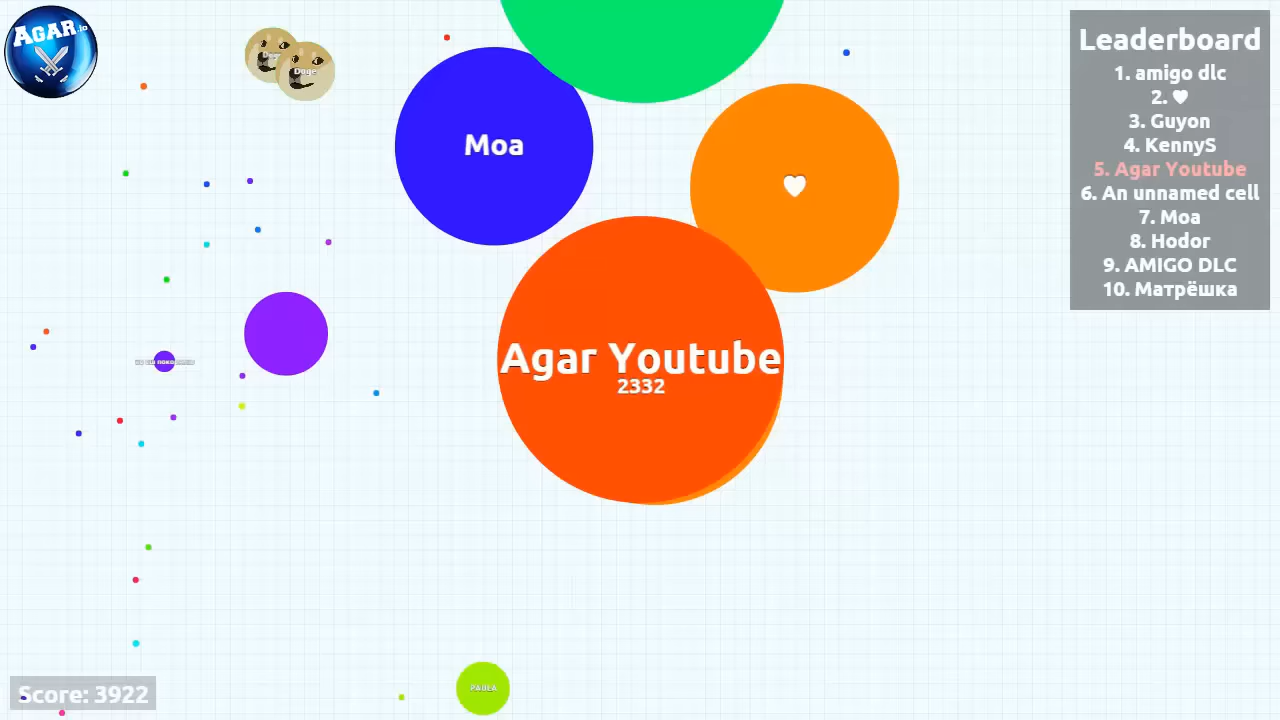 AGAR.io
Doge
Moa
♥
Agar Youtube
2332
PABLA
Leaderboard
1. amigo dlc
2. ♥
3. Guyon
4. KennyS
5. Agar Youtube
6. An unnamed cell
7. Moa
8. Hodor
9. AMIGO DLC
10. Матрёшка
Score: 3922